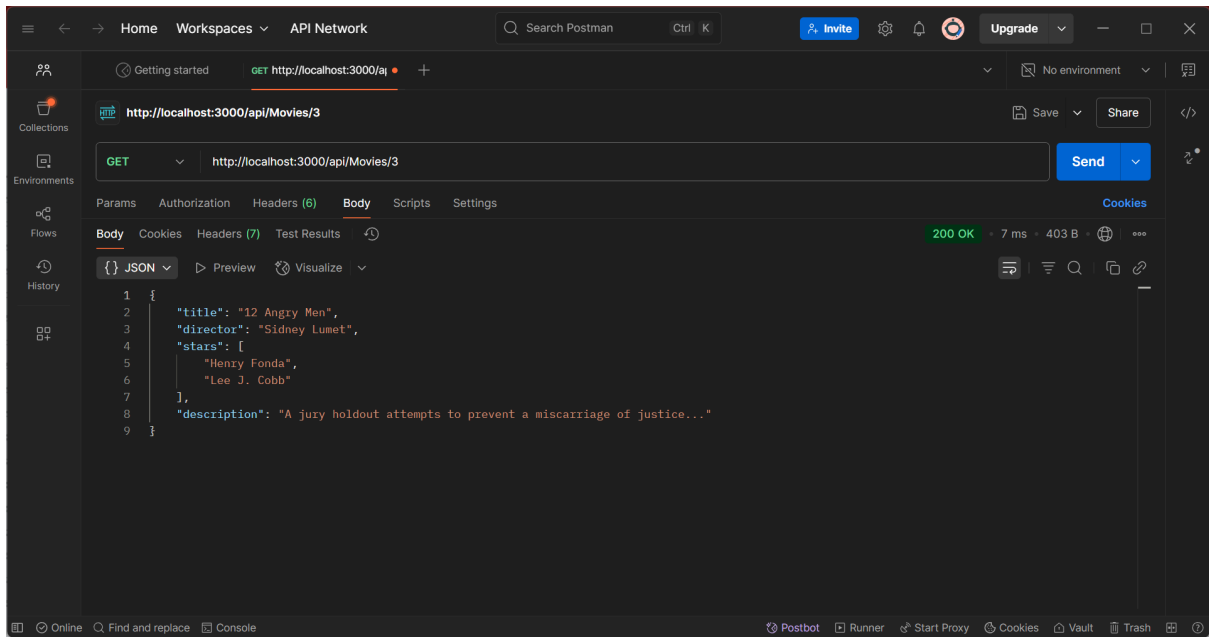 Home Workspaces API Network Search Postman Ctrl K Invite Upgrade
Getting started GET http://localhost:3000/a No environment
Collections
Environments
Flows
History
HTTP http://localhost:3000/api/Movies/3 Save Share
GET http://localhost:3000/api/Movies/3 Send
Params Authorization Headers (6) Body Scripts Settings Cookies
Body Cookies Headers (7) Test Results 200 OK • 7 ms • 403 B •
{} JSON Preview Visualize
1 {
2 "title": "12 Angry Men",
3 "director": "Sidney Lumet",
4 "stars": [
5 "Henry Fonda",
6 "Lee J. Cobb"
7 ],
8 "description": "A jury holdout attempts to prevent a miscarriage of justice..."
9 }
Online Find and replace Console Postbot Runner Start Proxy Cookies Vault Trash